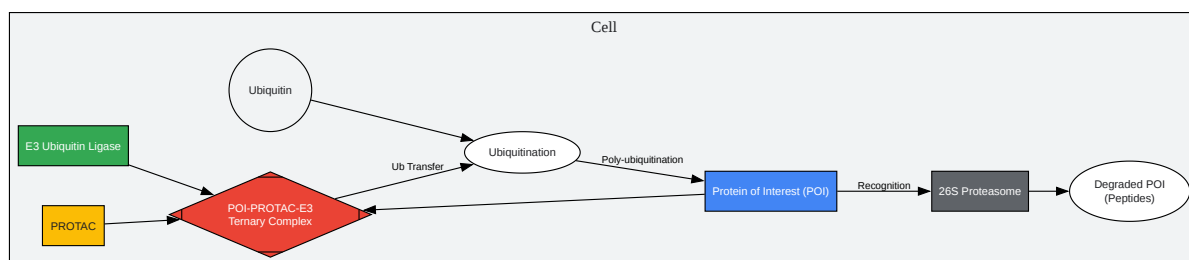 Cell
Ubiquitin
E3 Ubiquitin Ligase
Ub Transfer
Ubiquitination
Poly-ubiquitination
PROTAC
POI-PROTAC-E3
Ternary Complex
Protein of Interest (POI)
Recognition
26S Proteasome
Degraded POI
(Peptides)